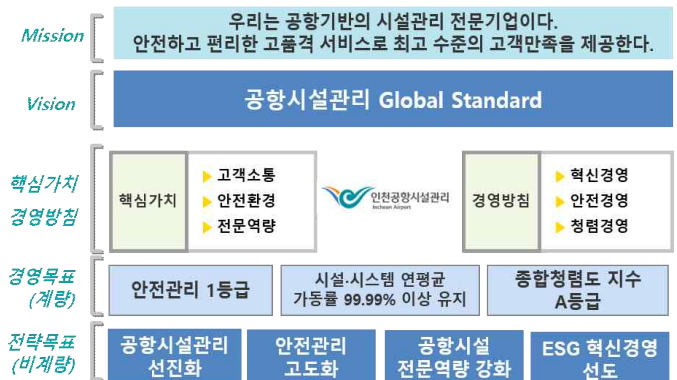 Mission
우리는 공항기반의 시설관리 전문기업이다.
안전하고 편리한 고품격 서비스로 최고 수준의 고객만족을 제공한다.
Vision
공항시설관리 Global Standard
핵심가치
경영방침
핵심가치
고객소통
안전환경
전문역량
인천공항시설관리
Incheon Airport
경영방침
혁신경영
안전경영
청렴경영
경영목표
(계량)
안전관리 1등급
시설·시스템 연평균
가동률 99.99% 이상 유지
종합청렴도 지수
A등급
전략목표
(비계량)
공항시설관리
선진화
안전관리
고도화
공항시설
전문역량 강화
ESG 혁신경영
선도